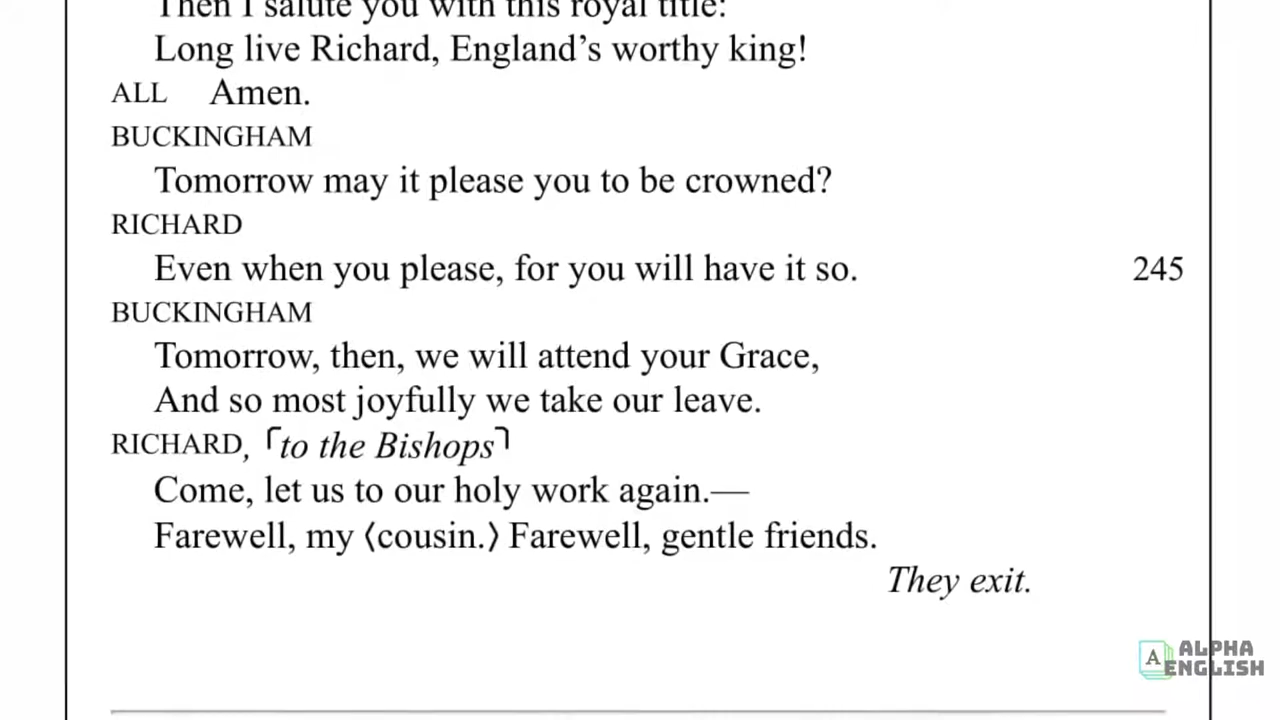 Then I salute you with this royal title:
Long live Richard, England's worthy king!
ALL Amen.
BUCKINGHAM
Tomorrow may it please you to be crowned?
RICHARD
Even when you please, for you will have it so. 245
BUCKINGHAM
Tomorrow, then, we will attend your Grace,
And so most joyfully we take our leave.
RICHARD, ⌜to the Bishops⌝
Come, let us to our holy work again.—
Farewell, my ⟨cousin.⟩ Farewell, gentle friends.
They exit.
A ALPHA
ENGLISH